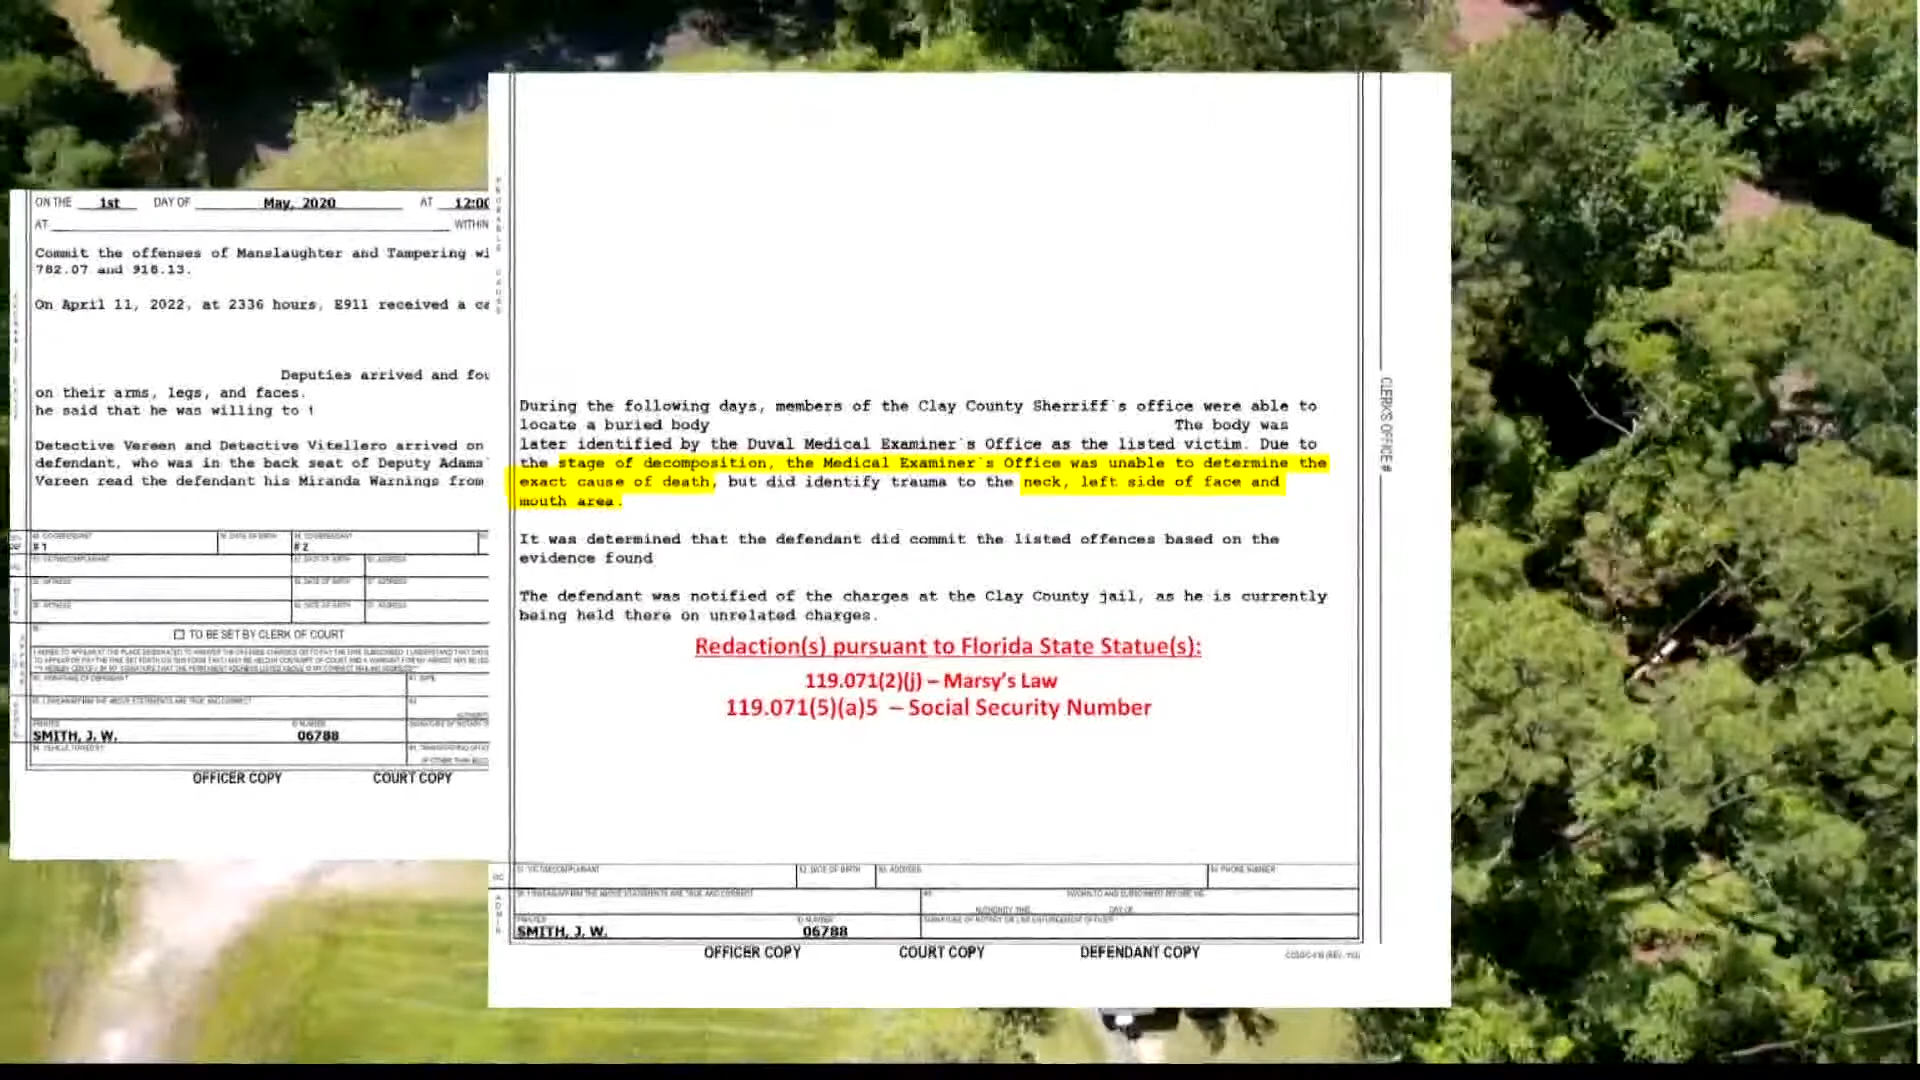 ON THE 1st DAY OF May, 2020 AT 12:00
AT WITHIN
Commit the offenses of Manslaughter and Tampering wi
782.07 and 918.13.
On April 11, 2022, at 2336 hours, E911 received a ca
Deputies arrived and fou
on their arms, legs, and faces.
he said that he was willing to t
Detective Vereen and Detective Vitellero arrived on
defendant, who was in the back seat of Deputy Adams'
Vereen read the defendant his Miranda Warnings from
#1 #2
TO BE SET BY CLERK OF COURT
SMITH, J. W. 06788
OFFICER COPY COURT COPY
During the following days, members of the Clay County Sherriff's office were able to
locate a buried body The body was
later identified by the Duval Medical Examiner's Office as the listed victim. Due to
the stage of decomposition, the Medical Examiner's Office was unable to determine the
exact cause of death, but did identify trauma to the neck, left side of face and
mouth area.
It was determined that the defendant did commit the listed offences based on the
evidence found
The defendant was notified of the charges at the Clay County jail, as he is currently
being held there on unrelated charges.
Redaction(s) pursuant to Florida State Statue(s):
119.071(2)(j) – Marsy's Law
119.071(5)(a)5 – Social Security Number
CLERK'S OFFICE #
VICTIM/COMPLAINANT DATE OF BIRTH ADDRESS PHONE NUMBER
SMITH, J. W. 06788
OFFICER COPY COURT COPY DEFENDANT COPY